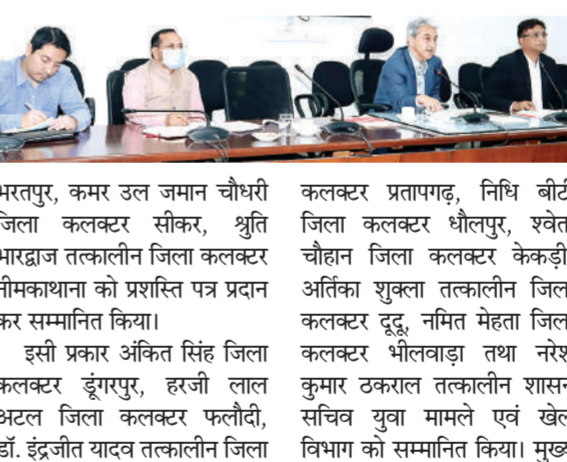 भरतपुर, कमर उल जमान चौधरी
जिला कलक्टर सीकर, श्रुति
भारद्वाज तत्कालीन जिला कलक्टर
नीमकाथाना को प्रशस्ति पत्र प्रदान
कर सम्मानित किया।
इसी प्रकार अंकित सिंह जिला
कलक्टर डूंगरपुर, हरजी लाल
अटल जिला कलक्टर फलौदी,
डॉ. इंद्रजीत यादव तत्कालीन जिला
कलक्टर प्रतापगढ़, निधि बीटी
जिला कलक्टर धौलपुर, श्वेता
चौहान जिला कलक्टर केकड़ी,
अर्तिका शुक्ला तत्कालीन जिला
कलक्टर दूदू, नमित मेहता जिला
कलक्टर भीलवाड़ा तथा नरेश
कुमार ठकराल तत्कालीन शासन
सचिव युवा मामले एवं खेल
विभाग को सम्मानित किया। मुख्य